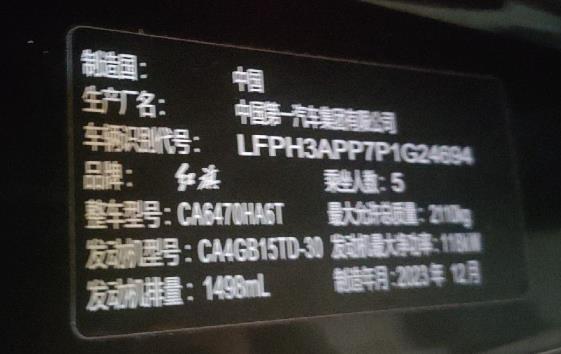 制造国： 中国
生产厂名： 中国第一汽车集团有限公司
车辆识别代号： LFPH3APP7P1G24694
品牌： 红旗 乘坐人数：5
整车型号：CA6470HA6T 最大允许总质量：2110kg
发动机型号：CA4GB15TD-30 发动机最大净功率：118kW
发动机排量：1498mL 制造年月：2023年 12月